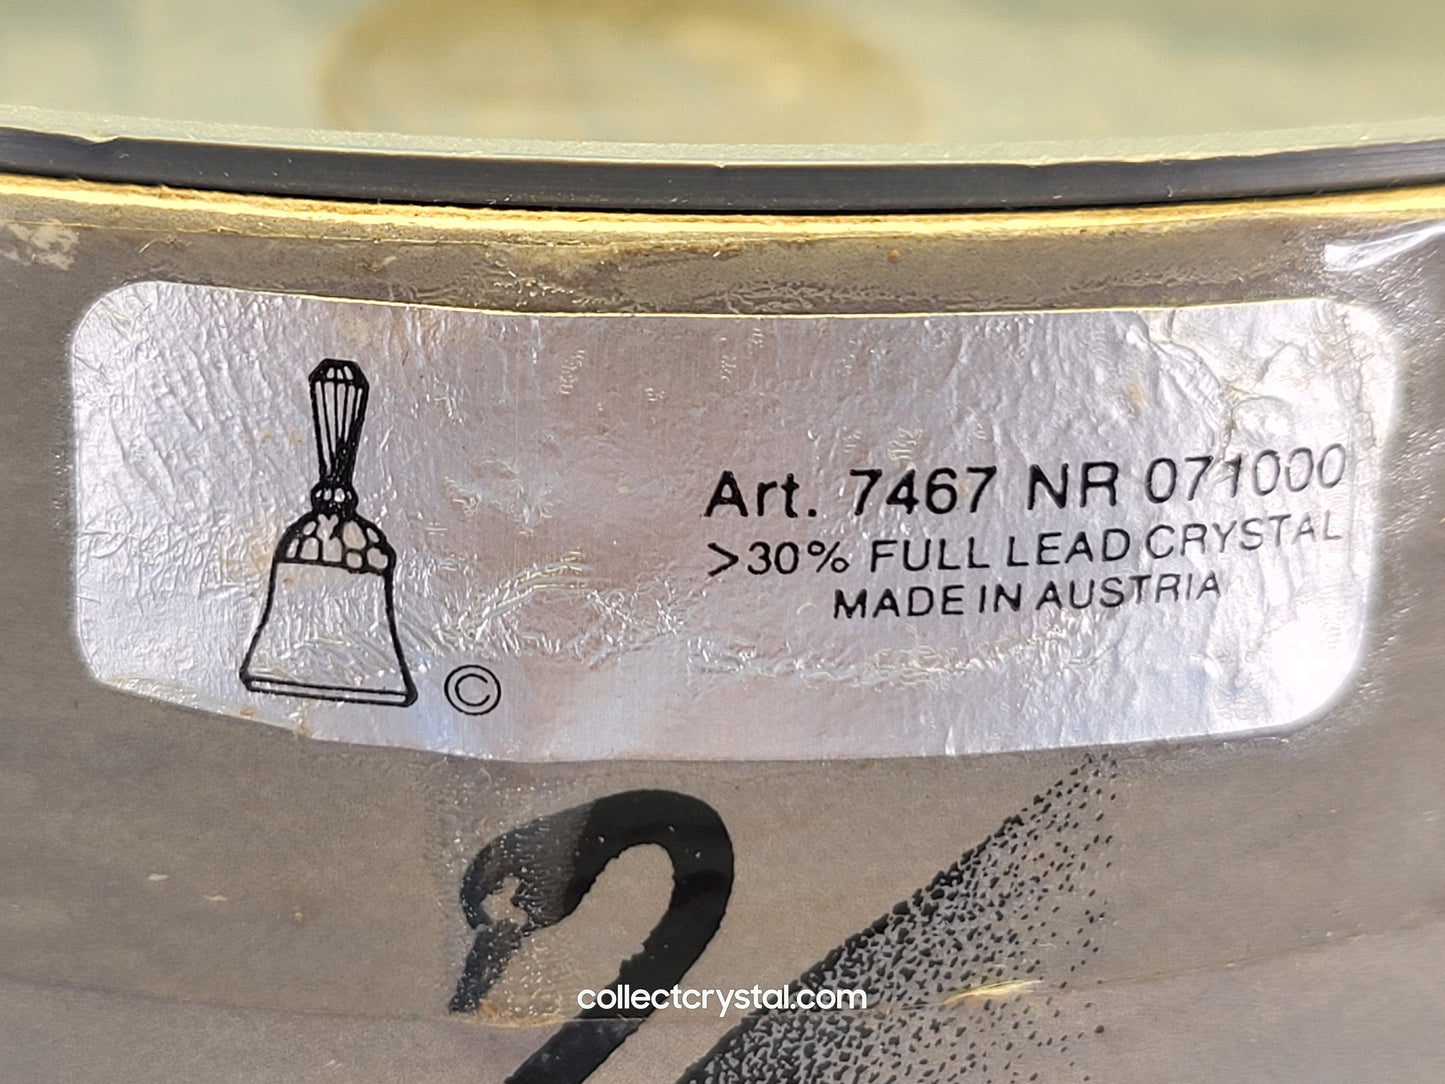 Art. 7467 NR 071000
>30% FULL LEAD CRYSTAL
MADE IN AUSTRIA
©
collectcrystal.com